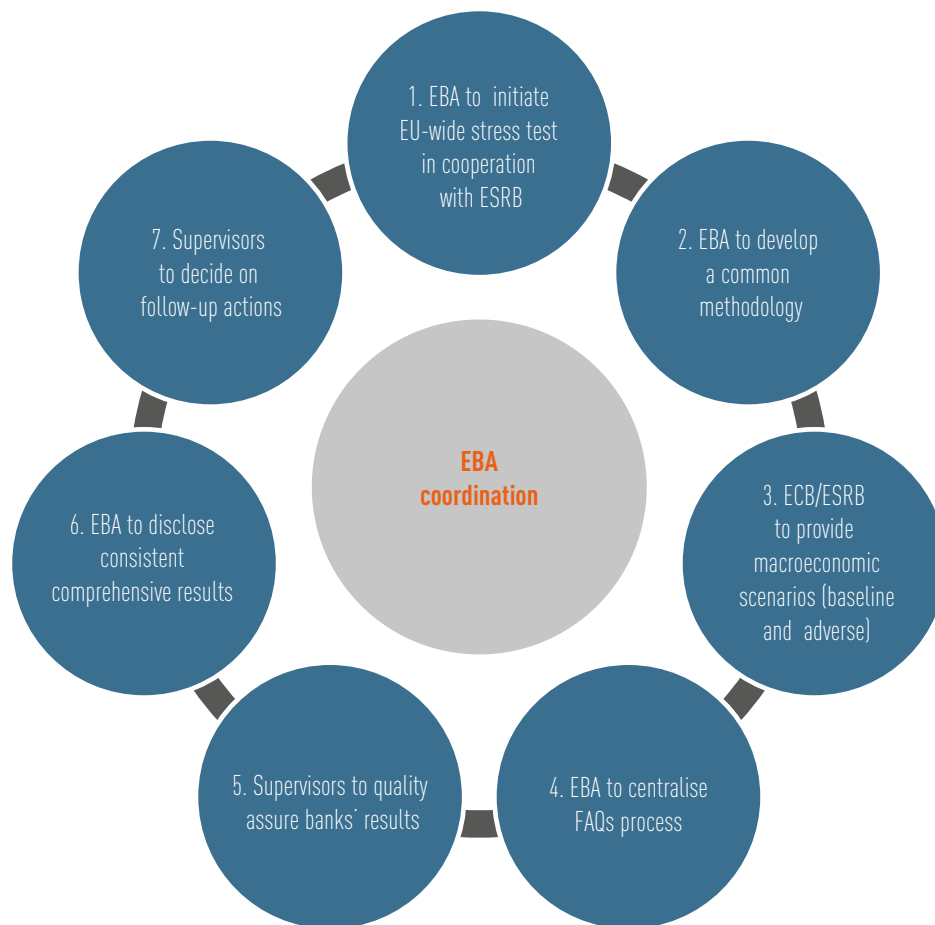 1. EBA to initiate
EU-wide stress test
in cooperation
with ESRB
2. EBA to develop
a common
methodology
3. ECB/ESRB
to provide
macroeconomic
scenarios (baseline
and adverse)
4. EBA to centralise
FAQs process
5. Supervisors to quality
assure banks´ results
6. EBA to disclose
consistent
comprehensive results
7. Supervisors
to decide on
follow-up actions
EBA
coordination